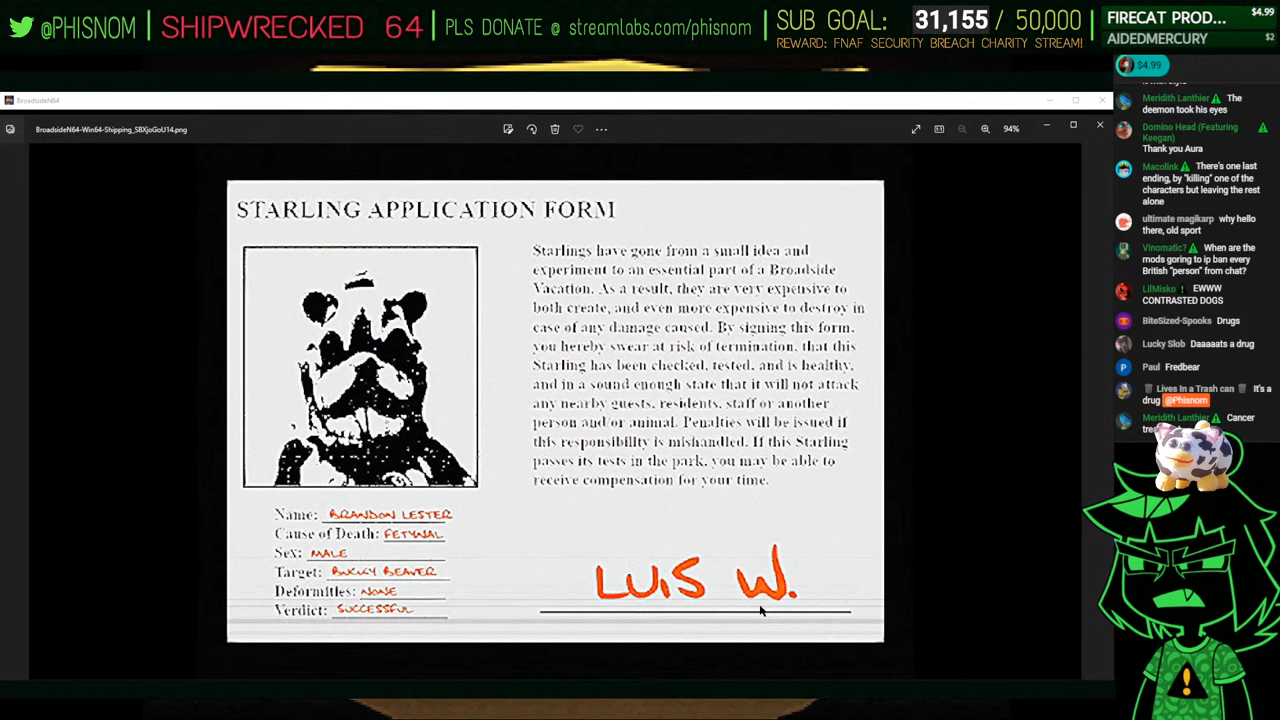 @PHISNOM | SHIPWRECKED 64 | PLS DONATE @ streamlabs.com/phisnom
SUB GOAL: 31,155 / 50,000
REWARD: FNAF SECURITY BREACH CHARITY STREAM!
FIRECAT PROD... $4.99
AIDEDMERCURY $2
$4.99
BroadsideN64
BroadsideN64-Win64-Shipping_SBXjoGoU14.png
94%
STARLING APPLICATION FORM
Starlings have gone from a small idea and
experiment to an essential part of a Broadside
Vacation. As a result, they are very expensive to
both create, and even more expensive to destroy in
case of any damage caused. By signing this form,
you hereby swear at risk of termination, that this
Starling has been checked, tested, and is healthy,
and in a sound enough state that it will not attack
any nearby guests, residents, staff or another
person and/or animal. Penalties will be issued if
this responsibility is mishandled. If this Starling
passes its tests in the park, you may be able to
receive compensation for your time.
Name: BRANDON LESTER
Cause of Death: FETYWAL
Sex: MALE
Target: BUCKY BEAVER
Deformities: NONE
Verdict: SUCCESSFUL
LUIS W.
Meridith Lanthier The
deemon took his eyes
Domino Head (Featuring
Keegan)
Thank you Aura
Macolink There's one last
ending, by "killing" one of the
characters but leaving the rest
alone
ultimate magikarp why hello
there, old sport
Vinomatic? When are the
mods goring to ip ban every
British "person" from chat?
LilMisko EWWW
CONTRASTED DOGS
BiteSized-Spooks Drugs
Lucky Slob Daaaaats a drug
Paul Fredbear
Lives In a Trash can It's a
drug @Phisnom
Meridith Lanthier Cancer